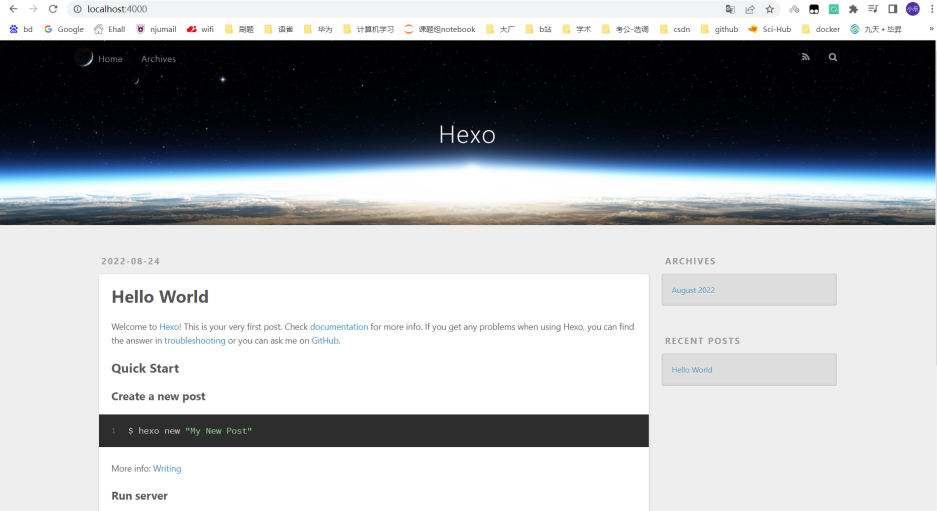 localhost:4000
小乐
bd
Google
Ehall
njumail
wifi
刷题
语雀
华为
计算机学习
课题组notebook
大厂
b站
学术
考公-选调
csdn
github
Sci-Hub
docker
九天 • 毕昇
»
Home
Archives
Hexo
2022-08-24
Hello World
Welcome to Hexo! This is your very first post. Check documentation for more info. If you get any problems when using Hexo, you can find
the answer in troubleshooting or you can ask me on GitHub.
Quick Start
Create a new post
1 $ hexo new "My New Post"
More info: Writing
Run server
ARCHIVES
August 2022
RECENT POSTS
Hello World